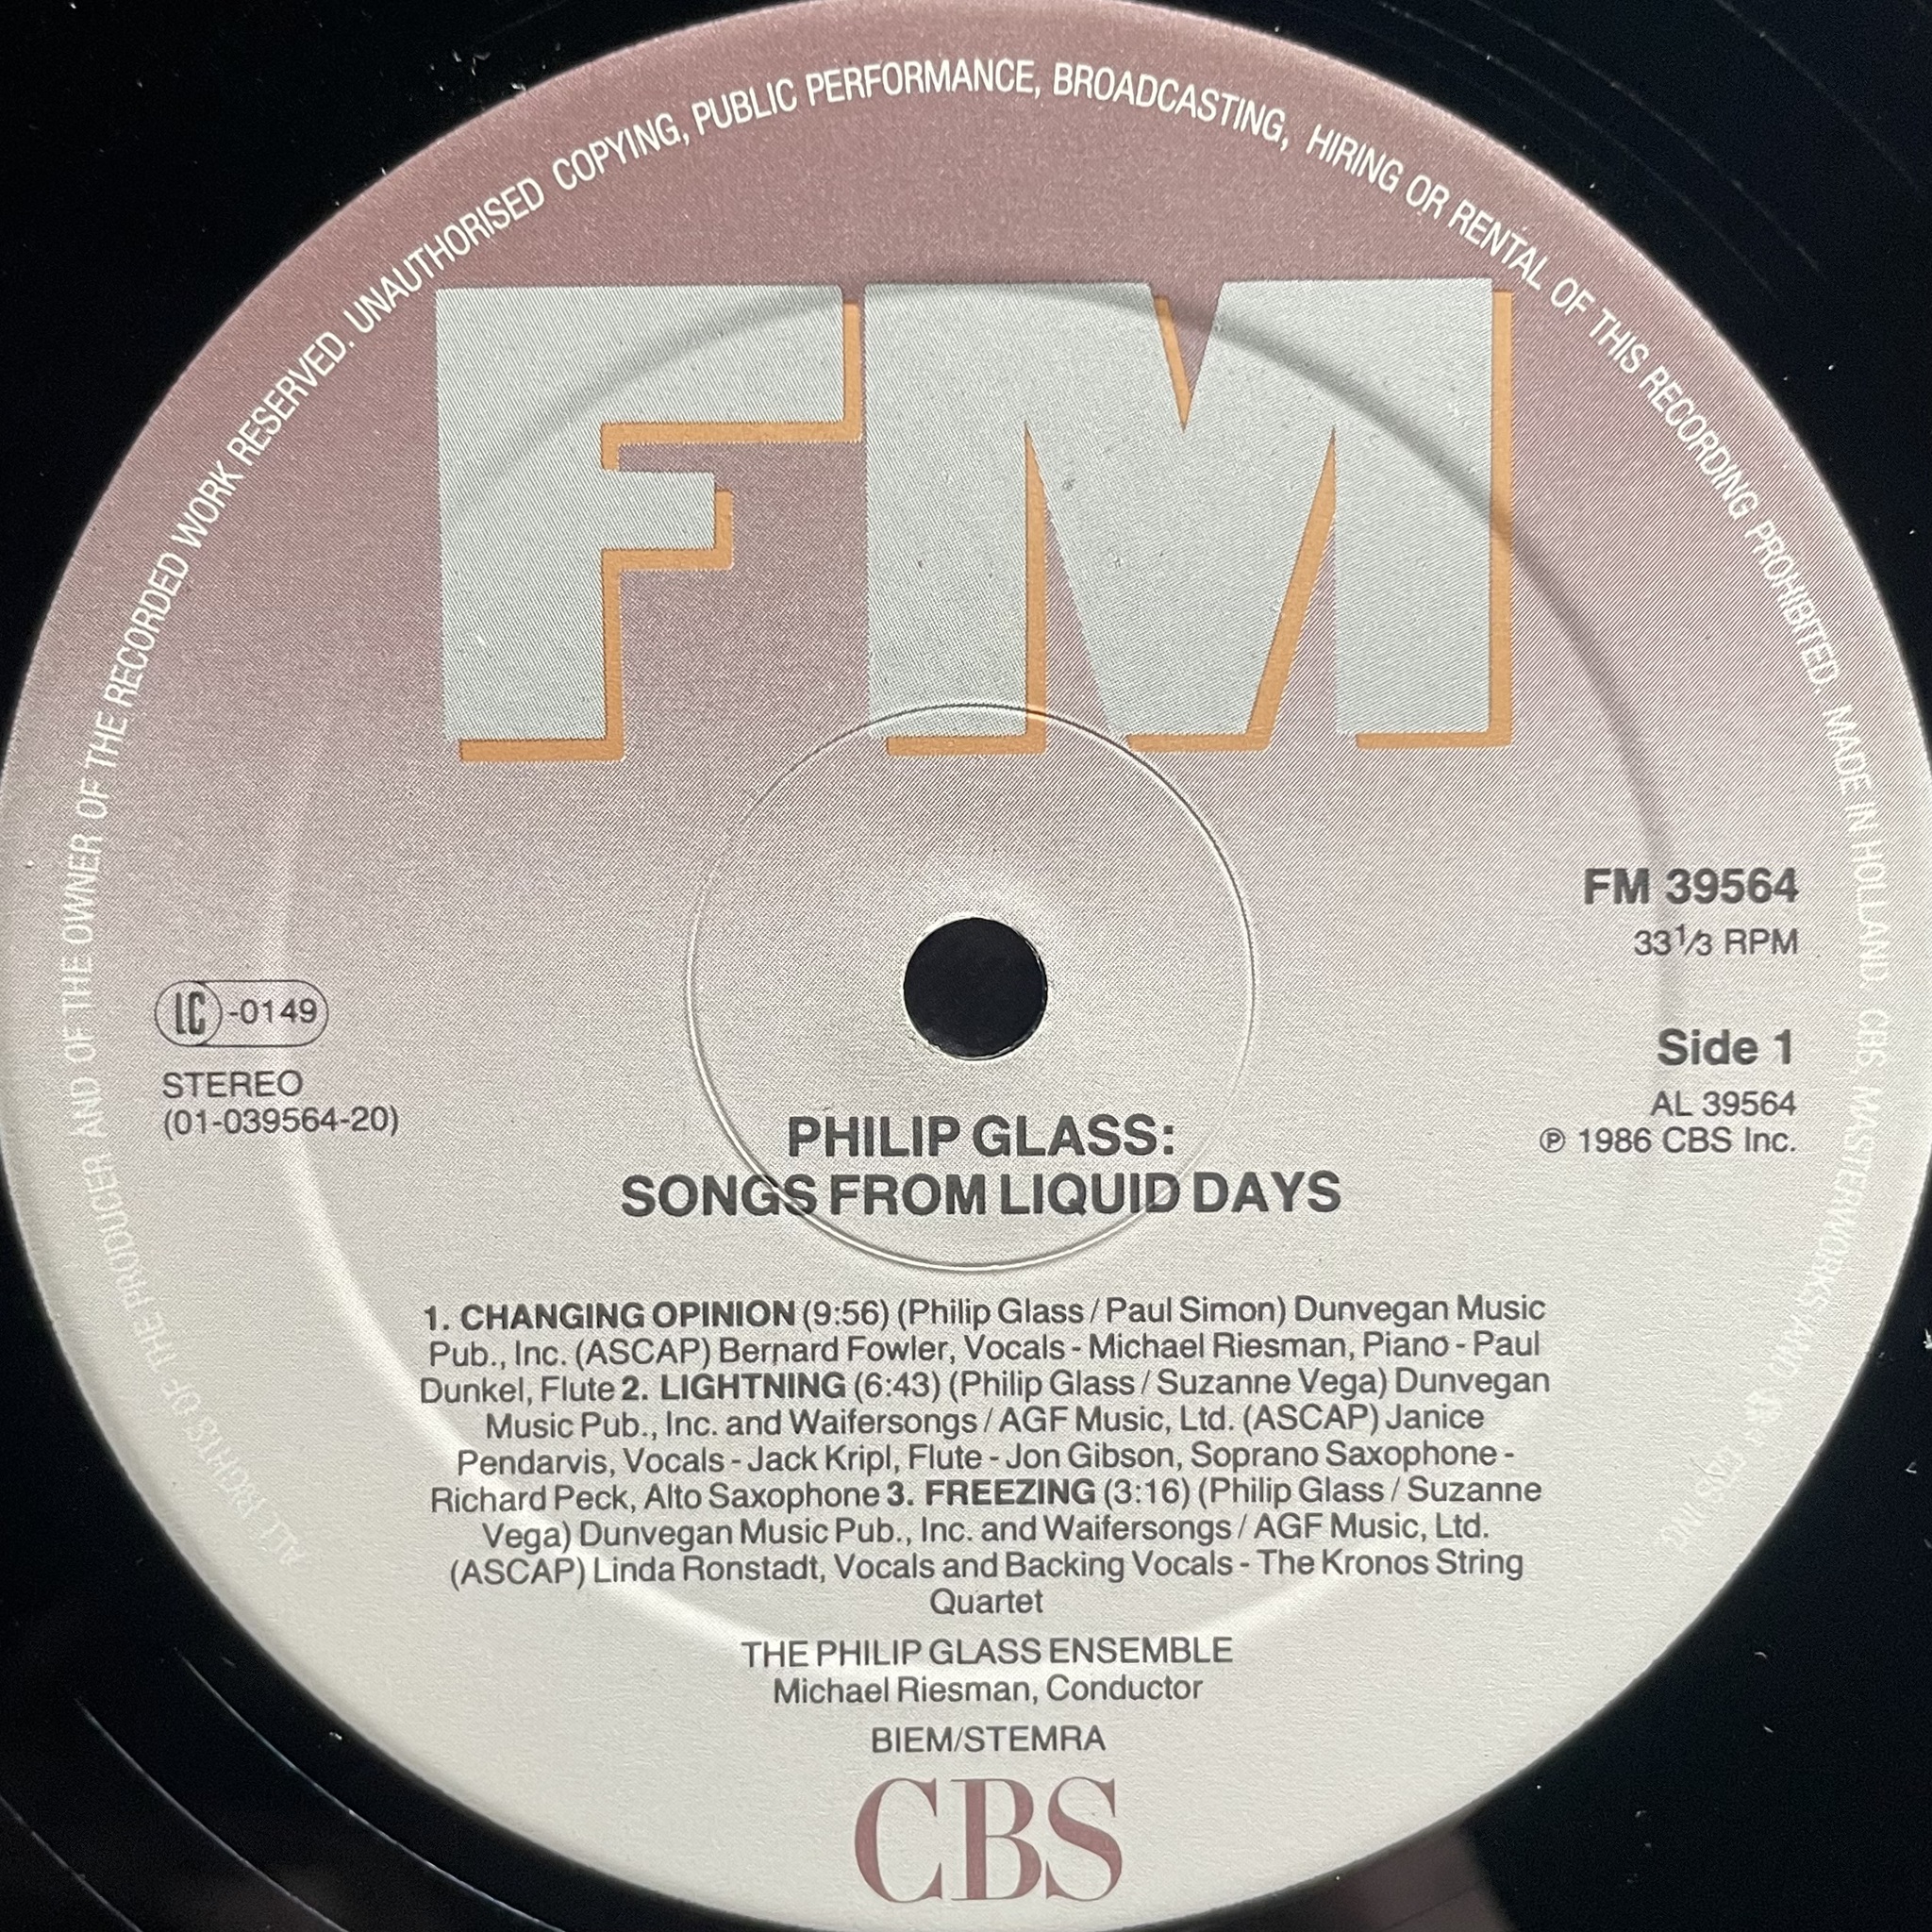 ALL RIGHTS OF THE PRODUCER AND OF THE OWNER OF THE RECORDED WORK RESERVED. UNAUTHORISED COPYING, PUBLIC PERFORMANCE, BROADCASTING, HIRING OR RENTAL OF THIS RECORDING PROHIBITED. MADE IN HOLLAND. CBS, MASTERWORKS AND CBS INC.
FM
FM 39564
33⅓ RPM
LC -0149
Side 1
STEREO
AL 39564
(01-039564-20)
℗ 1986 CBS Inc.
PHILIP GLASS:
SONGS FROM LIQUID DAYS
1. CHANGING OPINION (9:56) (Philip Glass / Paul Simon) Dunvegan Music
Pub., Inc. (ASCAP) Bernard Fowler, Vocals - Michael Riesman, Piano - Paul
Dunkel, Flute 2. LIGHTNING (6:43) (Philip Glass / Suzanne Vega) Dunvegan
Music Pub., Inc. and Waifersongs / AGF Music, Ltd. (ASCAP) Janice
Pendarvis, Vocals - Jack Kripl, Flute - Jon Gibson, Soprano Saxophone -
Richard Peck, Alto Saxophone 3. FREEZING (3:16) (Philip Glass / Suzanne
Vega) Dunvegan Music Pub., Inc. and Waifersongs / AGF Music, Ltd.
(ASCAP) Linda Ronstadt, Vocals and Backing Vocals - The Kronos String
Quartet
THE PHILIP GLASS ENSEMBLE
Michael Riesman, Conductor
BIEM/STEMRA
CBS